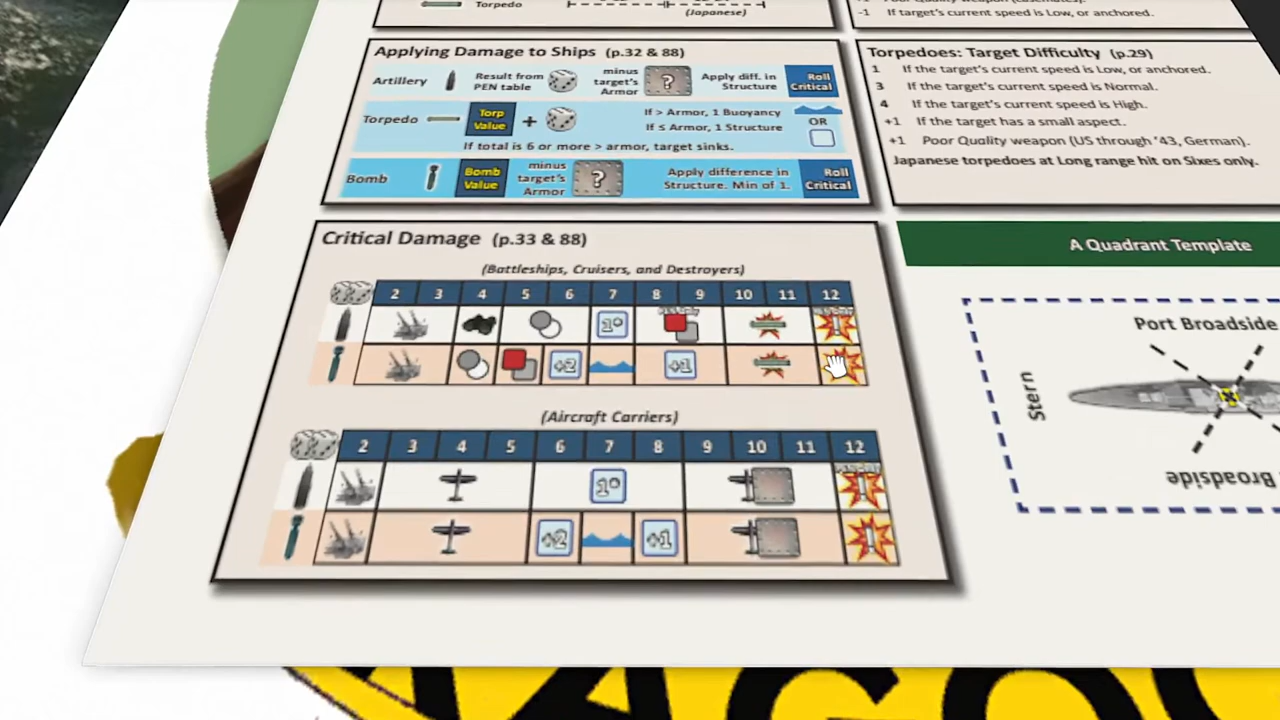 Torpedo
(Japanese)
-1 If target's current speed is Low, or anchored.
Applying Damage to Ships (p.32 & 88)
Artillery Result from PEN table minus target's Armor ? Apply diff. in Structure Roll Critical
Torpedo Torp Value + If > Armor, 1 Buoyancy OR If ≤ Armor, 1 Structure
If total is 6 or more > armor, target sinks.
Bomb Bomb Value minus target's Armor ? Apply difference in Structure. Min of 1. Roll Critical
Torpedoes: Target Difficulty (p.29)
1 If the target's current speed is Low, or anchored.
3 If the target's current speed is Normal.
4 If the target's current speed is High.
+1 If the target has a small aspect.
+1 Poor Quality weapon (US through '43, German).
Japanese torpedoes at Long range hit on Sixes only.
Critical Damage (p.33 & 88)
(Battleships, Cruisers, and Destroyers)
2 3 4 5 6 7 8 9 10 11 12
1°
+2 +1
(Aircraft Carriers)
2 3 4 5 6 7 8 9 10 11 12
1°
+2 +1
A Quadrant Template
Port Broadside
Stern
Broadside